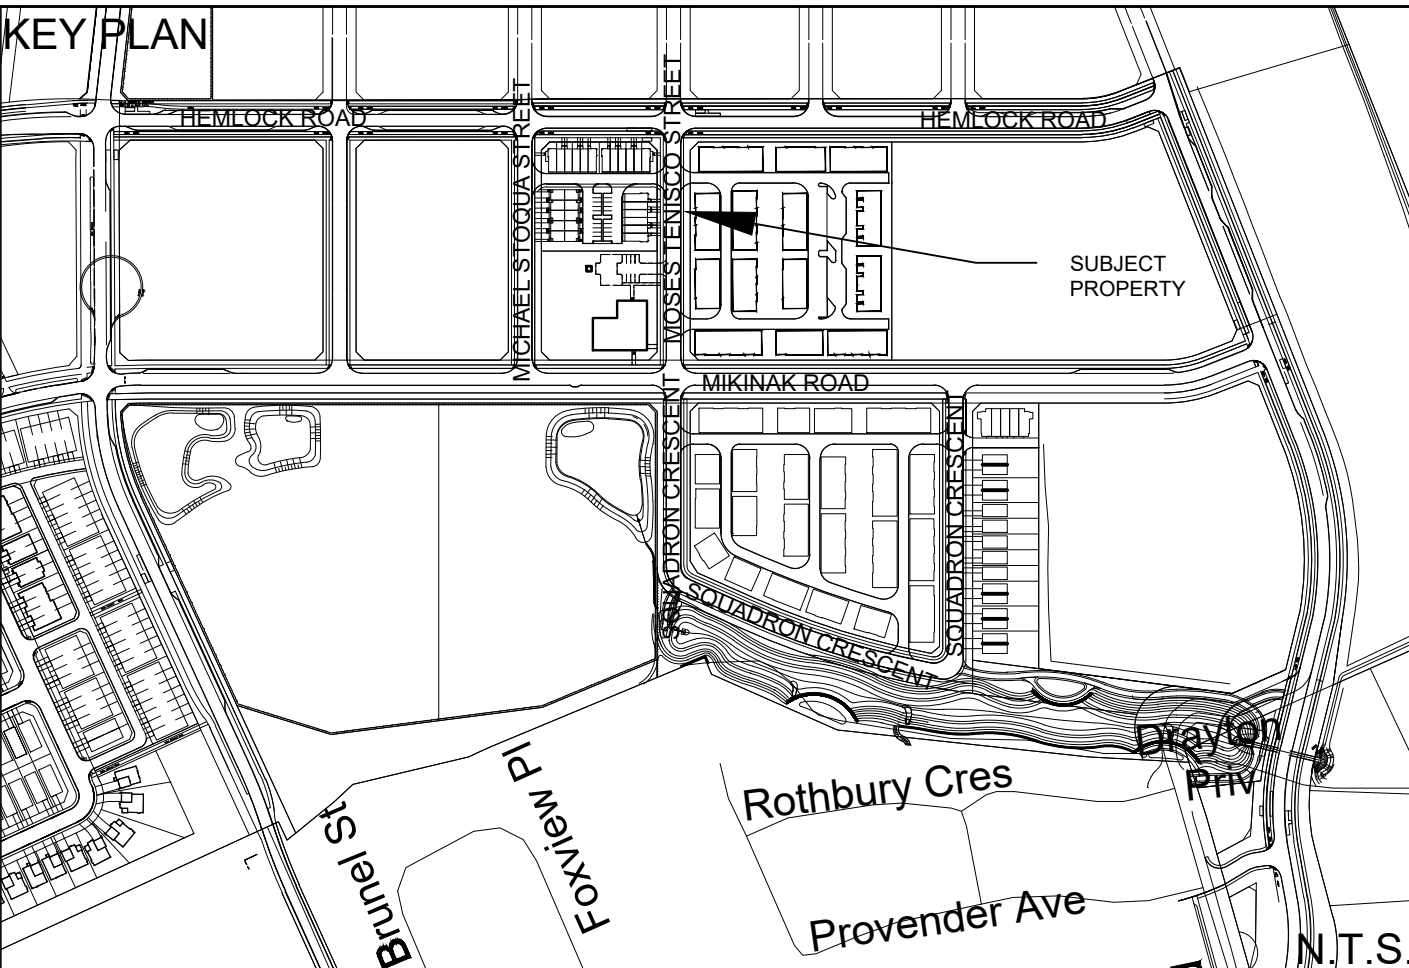 KEY PLAN
HEMLOCK ROAD
HEMLOCK ROAD
MICHAEL STOQUA STREET
MOSES TENISCO STREET
SUBJECT
PROPERTY
MIKINAK ROAD
SQUADRON CRESCENT
SQUADRON CRESCENT
SQUADRON CRESCENT
Drayton
Priv
Rothbury Cres
Foxview Pl
Brunel St
Provender Ave
N.T.S.